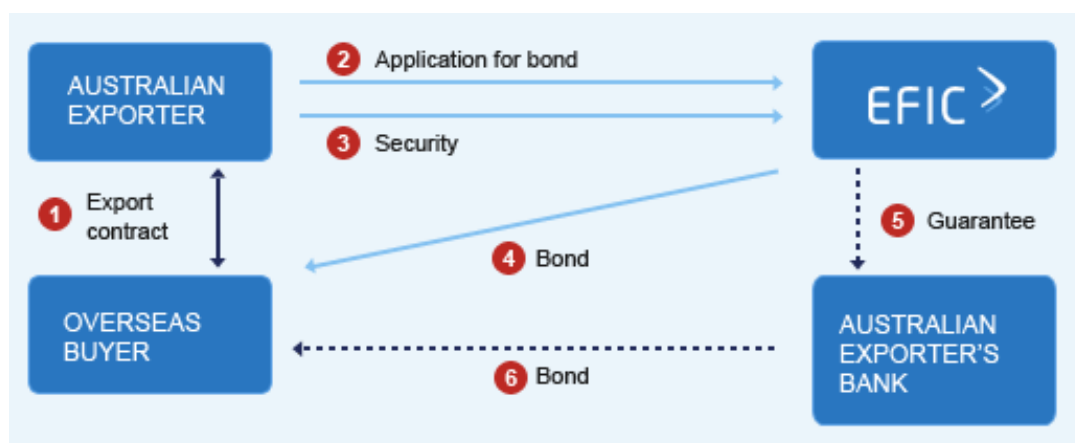 AUSTRALIAN
EXPORTER
2 Application for bond
3 Security
EFIC
1 Export
contract
4 Bond
5 Guarantee
OVERSEAS
BUYER
6 Bond
AUSTRALIAN
EXPORTER'S
BANK